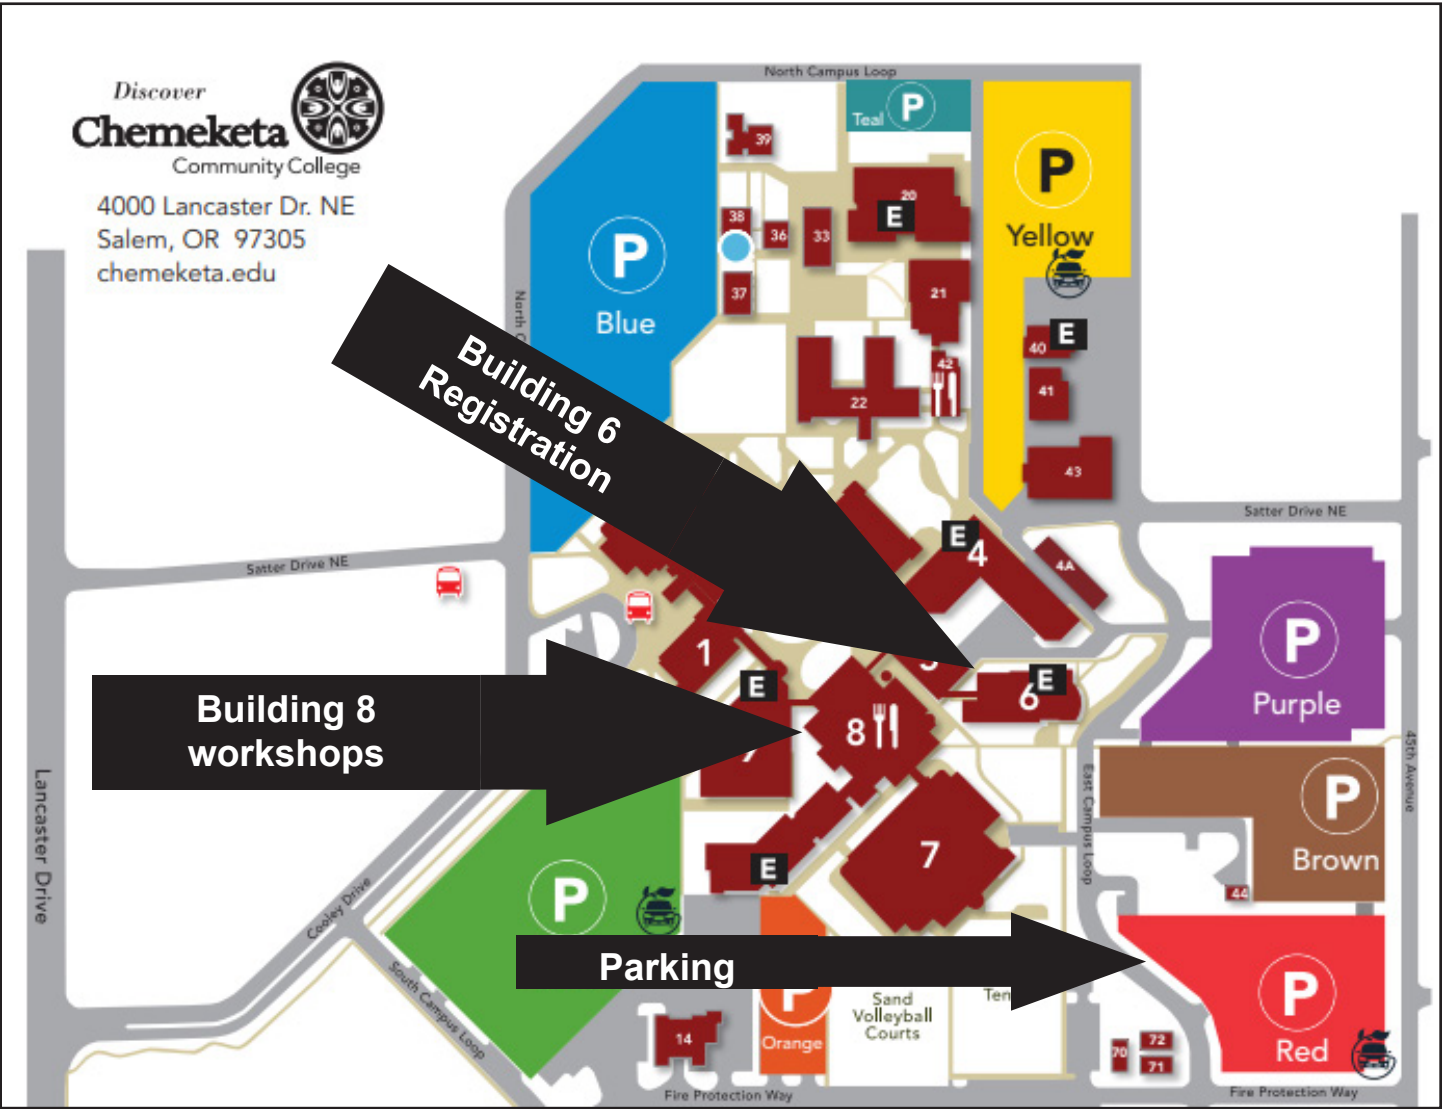 Discover
Chemeketa
Community College
4000 Lancaster Dr. NE
Salem, OR 97305
chemeketa.edu
North Campus Loop
Teal P
39
P
Yellow
20
E
38
36
33
P
Blue
37
21
North
40 E
41
42
22
43
Building 6
Registration
Satter Drive NE
Satter Drive NE
E
4
4A
P
Purple
1
5
E
6 E
8
Building 8
workshops
45th Avenue
East Campus Loop
P
Brown
44
7
E
Lancaster Drive
Cooley Drive
P
South Campus Loop
Parking
P
Orange
Sand
Volleyball
Courts
14
P
Red
70
72
71
Fire Protection Way
Fire Protection Way